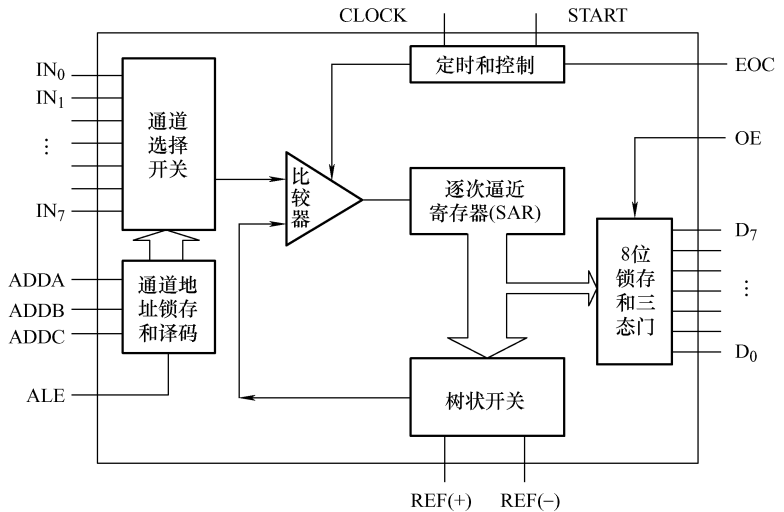 CLOCK
START
定时和控制
EOC
IN0
IN1
⋮
IN7
通道
选择
开关
比
较
器
逐次逼近
寄存器(SAR)
OE
8位
锁存
和三
态门
D7
⋮
D0
ADDA
ADDB
ADDC
通道地
址锁存
和译码
ALE
树状开关
REF(+)
REF(−)